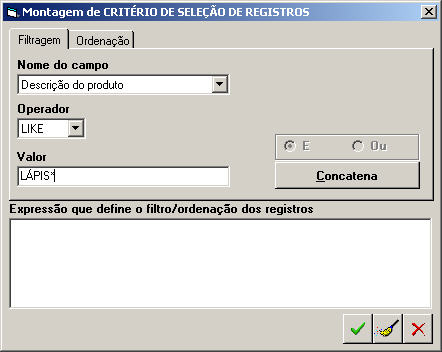 Montagem de CRITÉRIO DE SELEÇÃO DE REGISTROS
Filtragem Ordenação
Nome do campo
Descrição do produto
Operador
LIKE
E Ou
Valor
LÁPIS*
Concatena
Expressão que define o filtro/ordenação dos registros